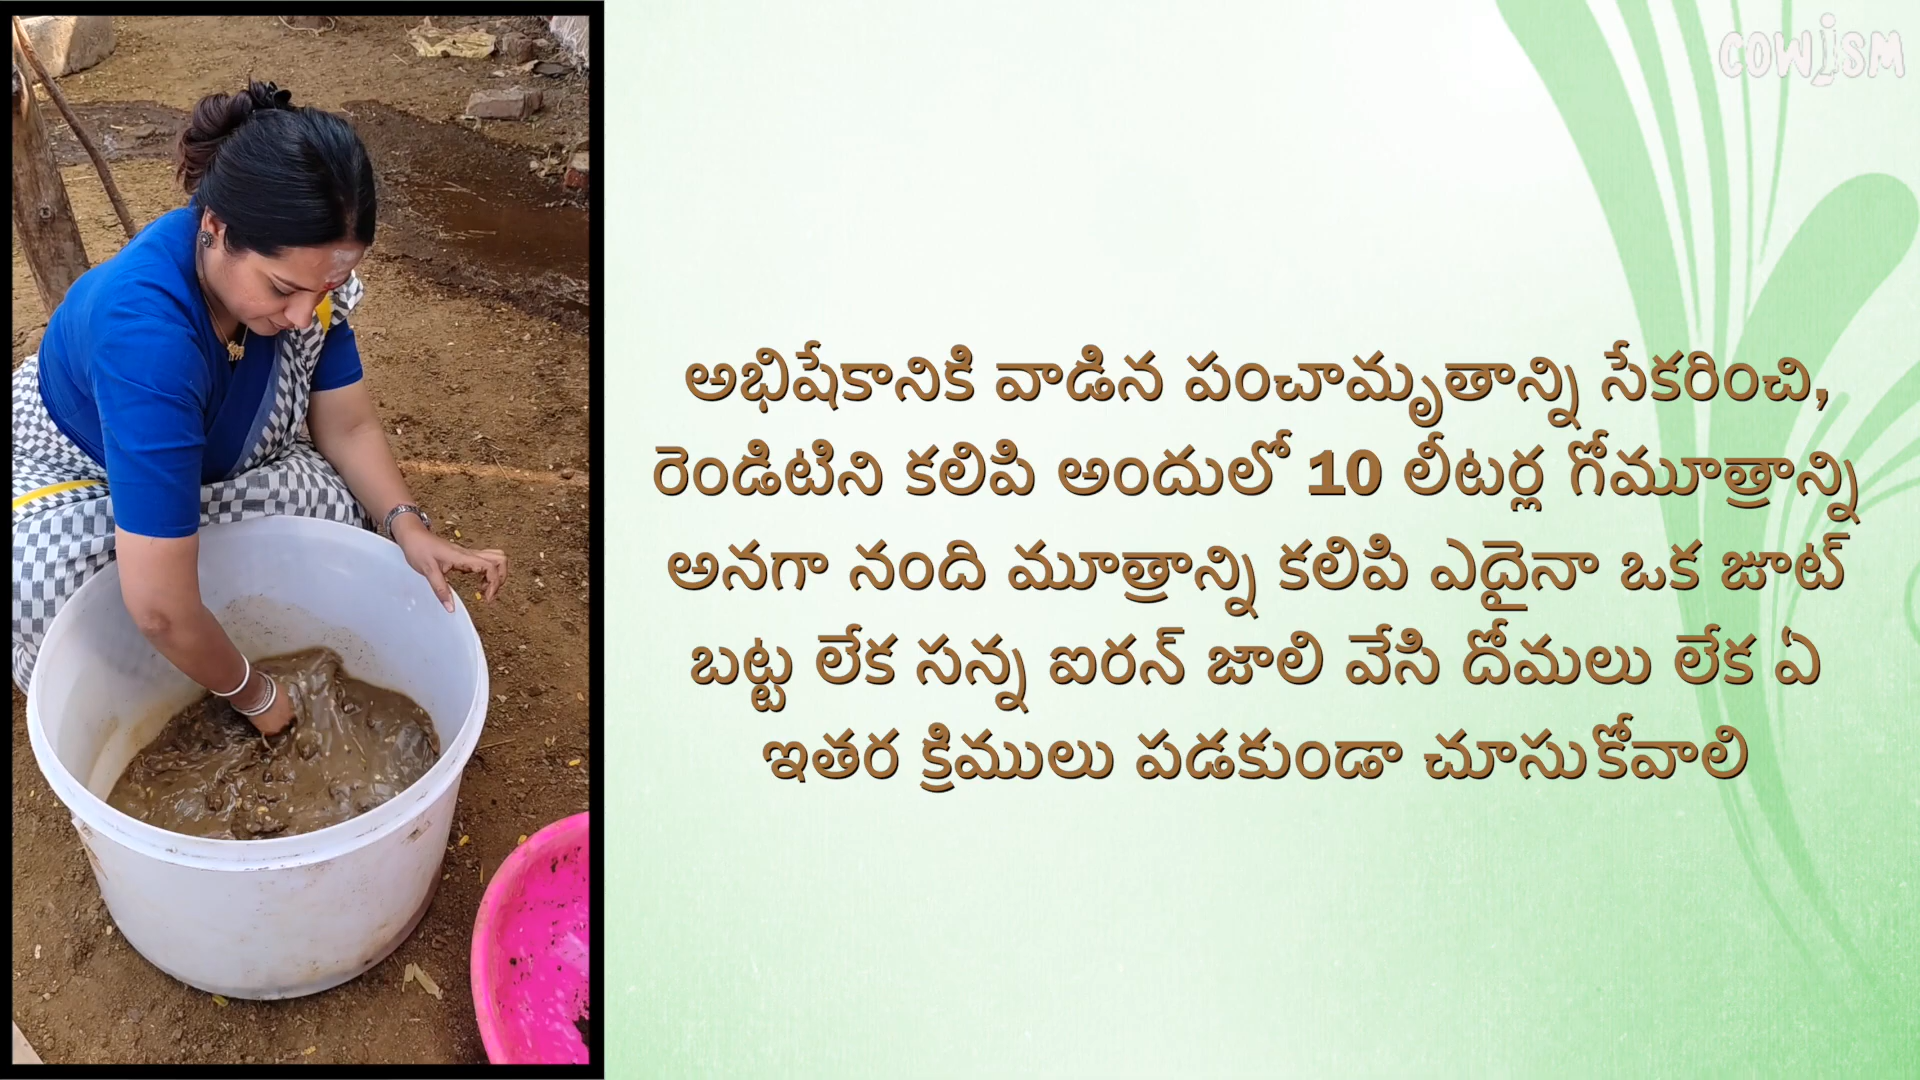 COWISM
అభిషేకానికి వాడిన పంచామృతాన్ని సేకరించి,
రెండిటిని కలిపి అందులో 10 లీటర్ల గోమూత్రాన్ని
అనగా నంది మూత్రాన్ని కలిపి ఎదైనా ఒక జూట్
బట్ట లేక సన్న ఐరన్ జాలి వేసి దోమలు లేక ఏ
ఇతర క్రిములు పడకుండా చూసుకోవాలి